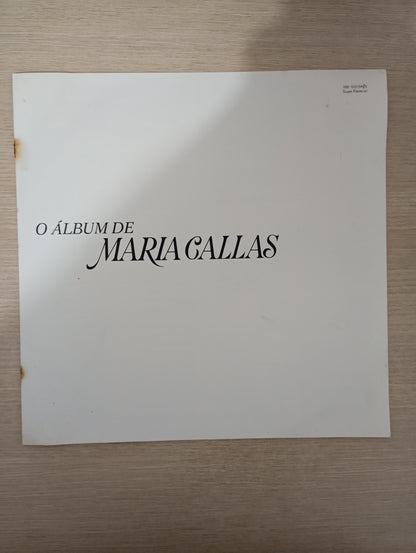 O ÁLBUM DE
MARIA CALLAS